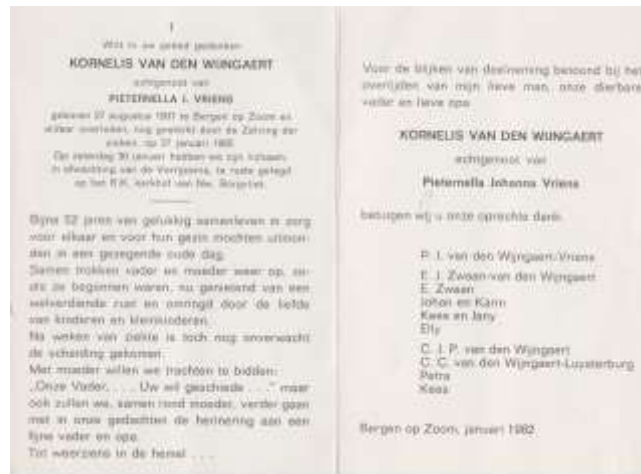 Wilt in uw gebed gedenken
KORNELIS VAN DEN WIJNGAERT
echtgenoot van
PIETERNELLA J. VRIENS
geboren 27 augustus 1907 te Bergen op Zoom en
aldaar overleden, nog gesterkt door de Zalving der
zieken, op 27 januari 1982.
Op zaterdag 30 januari hebben we zijn lichaam,
in afwachting van de Verrijzenis, te ruste gelegd
op het R.K. kerkhof van Nw. Borgvliet.
Bijna 52 jaren van gelukkig samenleven in zorg
voor elkaar en voor hun gezin mochten uitmon-
den in een gezegende oude dag.
Samen trokken vader en moeder weer op, zo-
als ze begonnen waren, nu genietend van een
welverdiende rust en omringd door de liefde
van kinderen en kleinkinderen.
Na weken van ziekte is toch nog onverwacht
de scheiding gekomen.
Met moeder willen we trachten te bidden:
„Onze Vader. . . . Uw wil geschiede . . ." maar
ook zullen we, samen rond moeder, verder gaan
met in onze gedachten de herinnering aan een
fijne vader en opa.
Tot weerziens in de hemel . . .
Voor de blijken van deelneming betoond bij het
overlijden van mijn lieve man, onze dierbare
vader en lieve opa
KORNELIS VAN DEN WIJNGAERT
echtgenoot van
Pieternella Johanna Vriens
betuigen wij u onze oprechte dank.
P. J. van den Wijngaert-Vriens
E. J. Zwaan-van den Wijngaert
E. Zwaan
Johan en Karin
Kees en Jany
Elly
C. J. P. van den Wijngaert
C. C. van den Wijngaert-Luysterburg
Petra
Kees
Bergen op Zoom, januari 1982